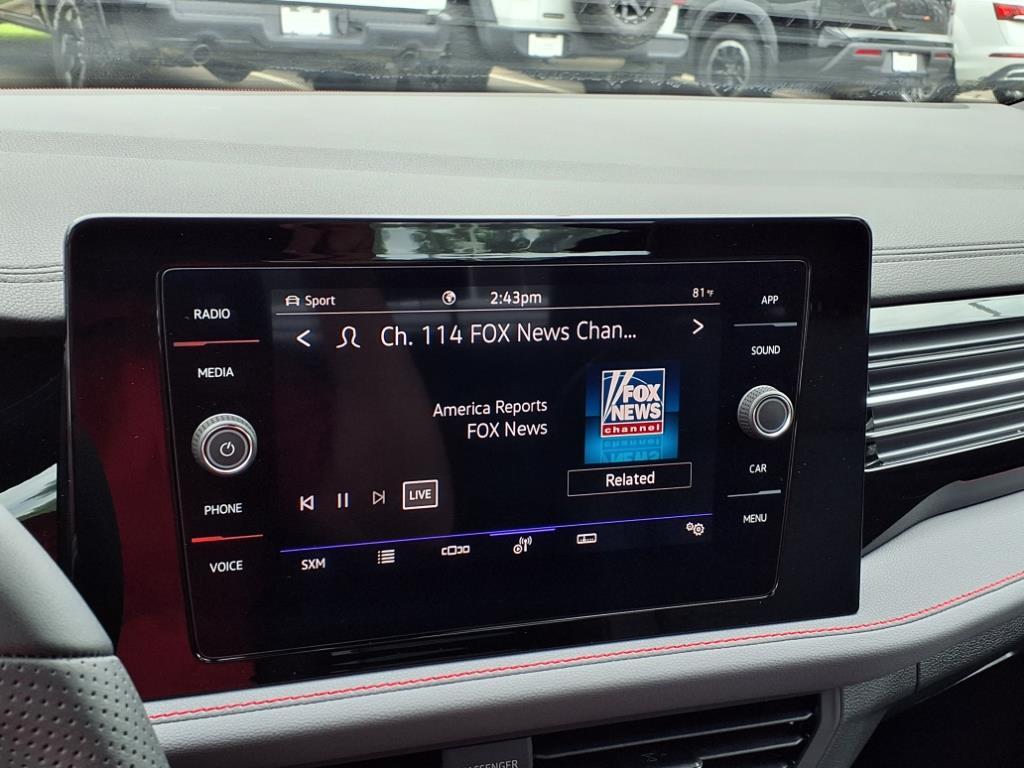 RADIO
MEDIA
PHONE
VOICE
Sport
2:43pm
81°F
< Ch. 114 FOX News Chan... >
America Reports
FOX News
FOX
NEWS
channel
Related
LIVE
SXM
APP
SOUND
CAR
MENU
PASSENGER